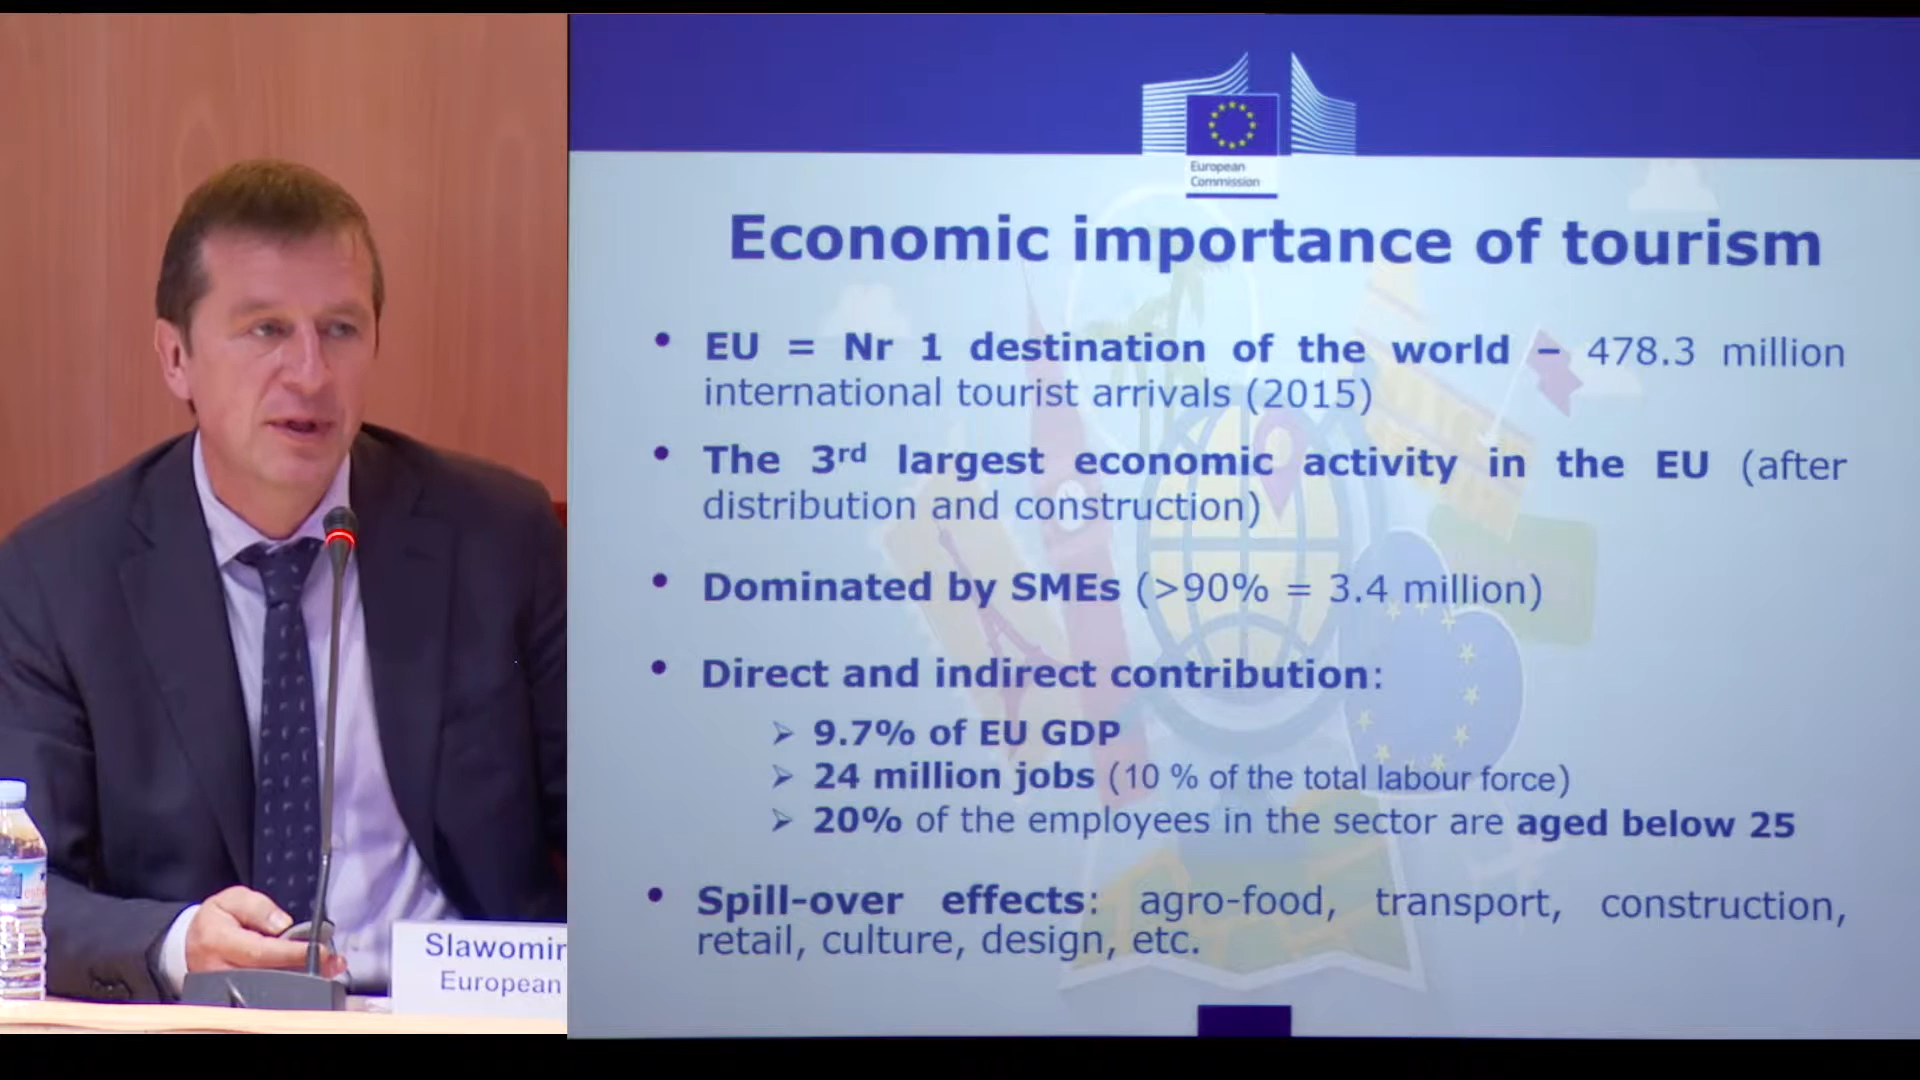 European
Commission
Economic importance of tourism
• EU = Nr 1 destination of the world – 478.3 million
international tourist arrivals (2015)
• The 3rd largest economic activity in the EU (after
distribution and construction)
• Dominated by SMEs (>90% = 3.4 million)
• Direct and indirect contribution:
➢ 9.7% of EU GDP
➢ 24 million jobs (10 % of the total labour force)
➢ 20% of the employees in the sector are aged below 25
• Spill-over effects: agro-food, transport, construction,
retail, culture, design, etc.
Slawomir
European